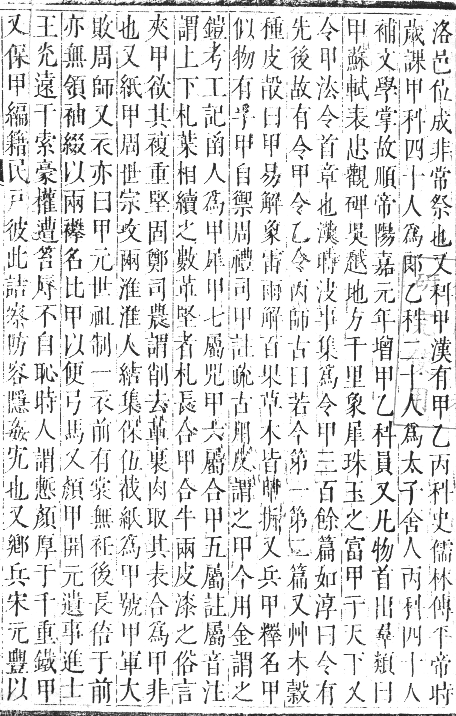 洛邑位成非常祭也又科甲漢有甲乙丙科史儒林傳平帝時
歲課甲科四十人爲郎乙科二十人爲太子舍人丙科四十人
補文學掌故順帝陽嘉元年增甲乙科員又凡物首出羣類曰
甲蘇軾表忠觀碑吳越地方千里象犀珠玉之富甲于天下又
令甲法令首章也漢時決事集爲令甲三百餘篇如淳曰令有
先後故有令甲令乙令丙師古曰若今第一第二篇又艸木穀
種皮殻曰甲易解象雷雨解百果草木皆甲拆又兵甲釋名甲
似物有孚甲自禦周禮司甲註疏古用皮謂之甲今用金謂之
鎧考工記函人爲甲犀甲七屬兕甲六屬合甲五屬註屬音注
謂上下札葉相續之數革堅者札長合甲合牛兩皮漆之俗言
夾甲欲其複重堅固鄭司農謂削去革裏肉取其表合爲甲非
也又紙甲周世宗攻兩淮淮人結集保伍截紙爲甲號甲軍大
敗周師又衣亦曰甲元世祖制一衣前有裳無衽後長倍于前
亦無領袖綴以兩襻名比甲以便弓馬又顏甲開元遺事進士
王光遠干索豪權遭笞辱不自恥時人謂慙顏厚于千重鐵甲
又保甲編籍民戶彼此詰察防容隱姦宄也又鄉兵宋元豐以